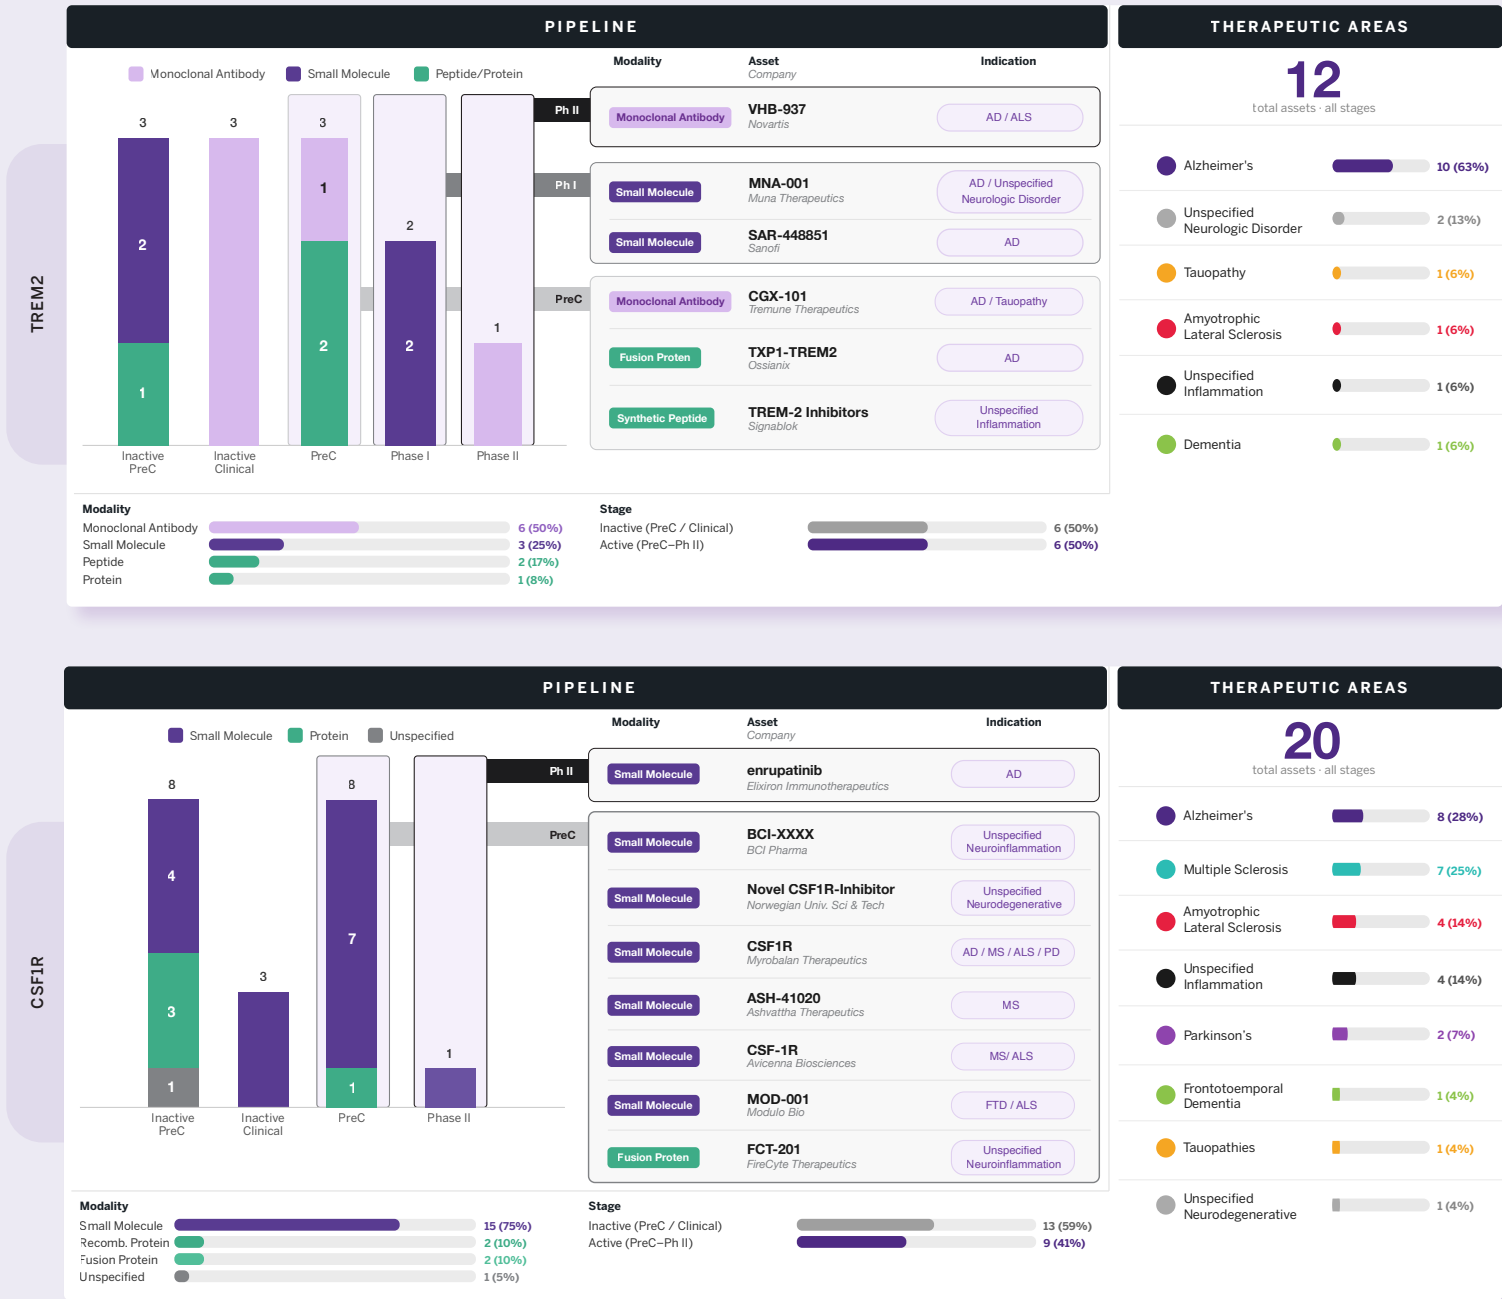 TREM2
PIPELINE
Monoclonal Antibody Small Molecule Peptide/Protein
3 3 3
1
2
2
1
2
2
1
Inactive PreC
Inactive Clinical
PreC
Phase I
Phase II
Modality Asset Indication
Company
Ph II
Monoclonal Antibody VHB-937 AD / ALS
Novartis
Ph I
Small Molecule MNA-001 AD / Unspecified
Muna Therapeutics Neurologic Disorder
Small Molecule SAR-448851 AD
Sanofi
PreC
Monoclonal Antibody CGX-101 AD / Tauopathy
Tremune Therapeutics
Fusion Proten TXP1-TREM2 AD
Ossianix
Synthetic Peptide TREM-2 Inhibitors Unspecified
Signablok Inflammation
Modality
Monoclonal Antibody 6 (50%)
Small Molecule 3 (25%)
Peptide 2 (17%)
Protein 1 (8%)
Stage
Inactive (PreC / Clinical) 6 (50%)
Active (PreC–Ph II) 6 (50%)
THERAPEUTIC AREAS
12
total assets · all stages
Alzheimer's 10 (63%)
Unspecified
Neurologic Disorder 2 (13%)
Tauopathy 1 (6%)
Amyotrophic
Lateral Sclerosis 1 (6%)
Unspecified
Inflammation 1 (6%)
Dementia 1 (6%)
CSF1R
PIPELINE
Small Molecule Protein Unspecified
8
4
3
1
3
8
7
1
1
Inactive PreC
Inactive Clinical
PreC
Phase II
Modality Asset Indication
Company
Ph II
Small Molecule enrupatinib AD
Elixiron Immunotherapeutics
PreC
Small Molecule BCI-XXXX Unspecified
BCI Pharma Neuroinflammation
Small Molecule Novel CSF1R-Inhibitor Unspecified
Norwegian Univ. Sci & Tech Neurodegenerative
Small Molecule CSF1R AD / MS / ALS / PD
Myrobalan Therapeutics
Small Molecule ASH-41020 MS
Ashvattha Therapeutics
Small Molecule CSF-1R MS/ ALS
Avicenna Biosciences
Small Molecule MOD-001 FTD / ALS
Modulo Bio
Fusion Proten FCT-201 Unspecified
FireCyte Therapeutics Neuroinflammation
Modality
Small Molecule 15 (75%)
Recomb. Protein 2 (10%)
Fusion Protein 2 (10%)
Unspecified 1 (5%)
Stage
Inactive (PreC / Clinical) 13 (59%)
Active (PreC–Ph II) 9 (41%)
THERAPEUTIC AREAS
20
total assets · all stages
Alzheimer's 8 (28%)
Multiple Sclerosis 7 (25%)
Amyotrophic
Lateral Sclerosis 4 (14%)
Unspecified
Inflammation 4 (14%)
Parkinson's 2 (7%)
Frontotoemporal
Dementia 1 (4%)
Tauopathies 1 (4%)
Unspecified
Neurodegenerative 1 (4%)